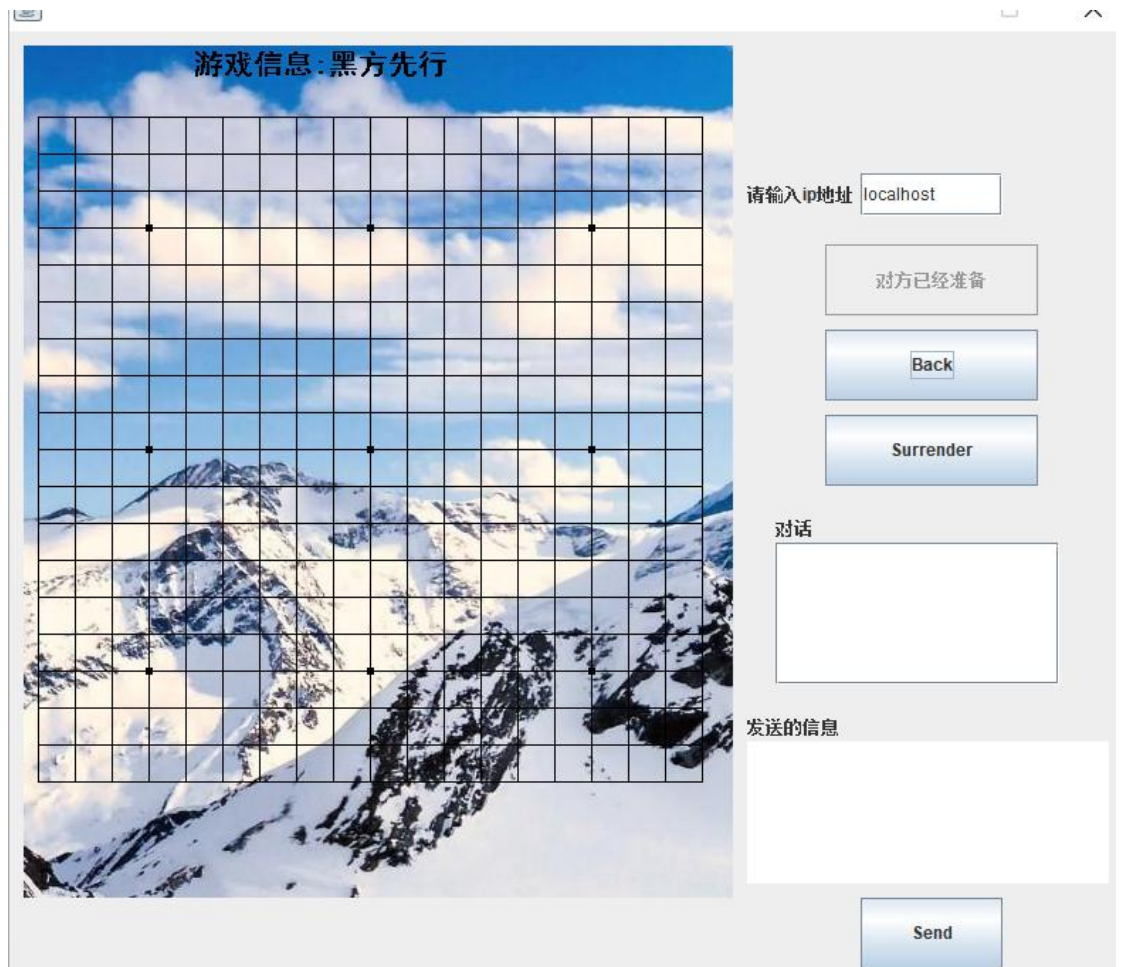 游戏信息:黑方先行
请输入ip地址 localhost
对方已经准备
Back
Surrender
对话
发送的信息
Send